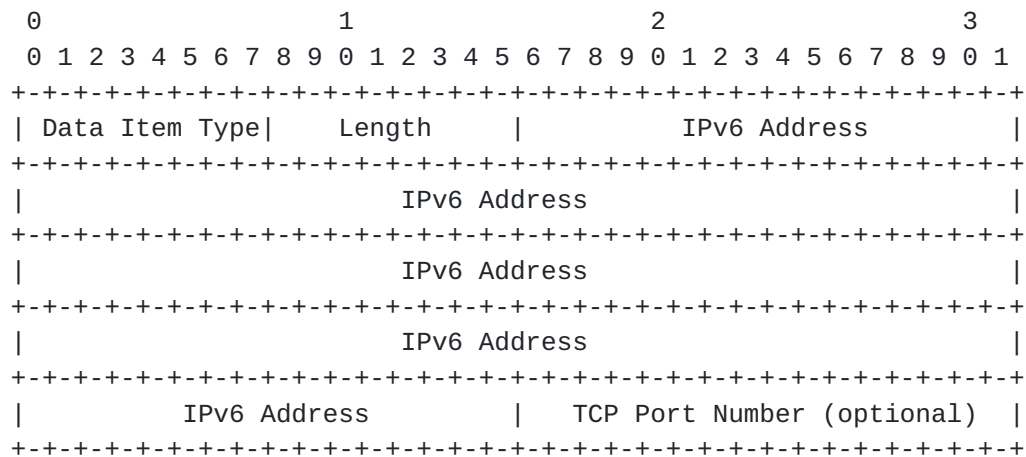 0                   1                   2                   3
 0 1 2 3 4 5 6 7 8 9 0 1 2 3 4 5 6 7 8 9 0 1 2 3 4 5 6 7 8 9 0 1
+-+-+-+-+-+-+-+-+-+-+-+-+-+-+-+-+-+-+-+-+-+-+-+-+-+-+-+-+-+-+-+-+
| Data Item Type|    Length     |          IPv6 Address         |
+-+-+-+-+-+-+-+-+-+-+-+-+-+-+-+-+-+-+-+-+-+-+-+-+-+-+-+-+-+-+-+-+
|                        IPv6 Address                           |
+-+-+-+-+-+-+-+-+-+-+-+-+-+-+-+-+-+-+-+-+-+-+-+-+-+-+-+-+-+-+-+-+
|                        IPv6 Address                           |
+-+-+-+-+-+-+-+-+-+-+-+-+-+-+-+-+-+-+-+-+-+-+-+-+-+-+-+-+-+-+-+-+
|                        IPv6 Address                           |
+-+-+-+-+-+-+-+-+-+-+-+-+-+-+-+-+-+-+-+-+-+-+-+-+-+-+-+-+-+-+-+-+
|          IPv6 Address         |   TCP Port Number (optional)  |
+-+-+-+-+-+-+-+-+-+-+-+-+-+-+-+-+-+-+-+-+-+-+-+-+-+-+-+-+-+-+-+-+